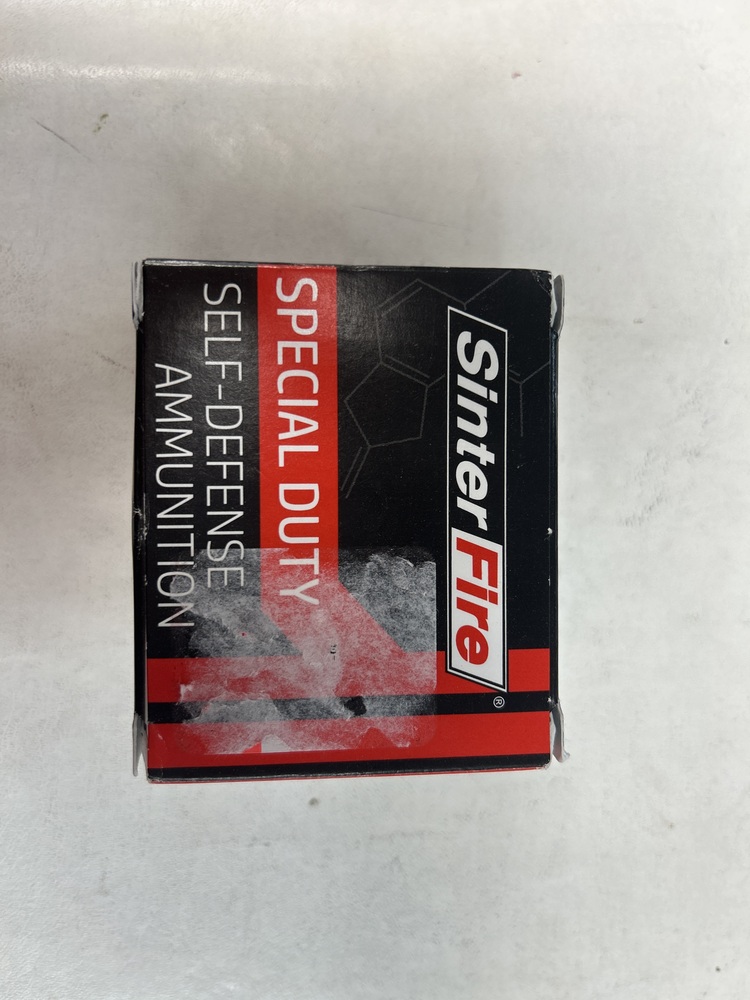 SinterFire®
SPECIAL DUTY
SELF-DEFENSE
AMMUNITION